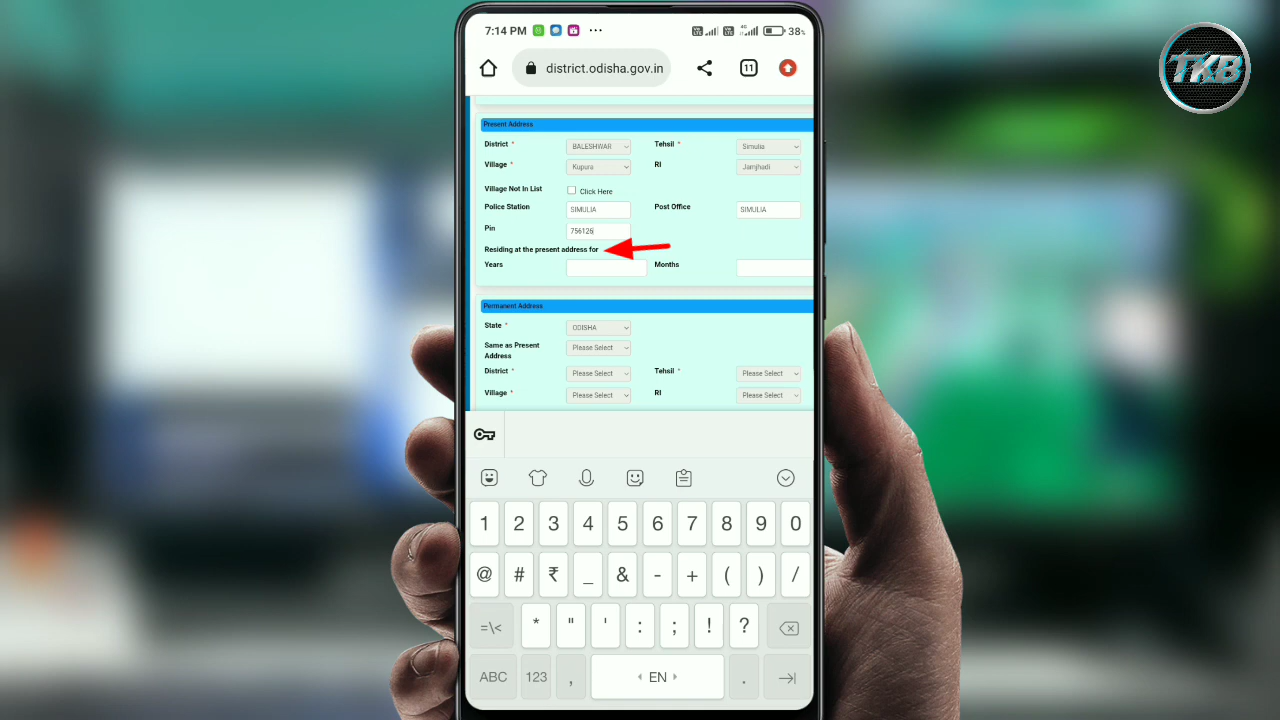 7:14 PM 38%
district.odisha.gov.in 11
TKB
Present Address
District * BALESHWAR Tehsil * Simulia
Village * Kupura RI Jamjhadi
Village Not In List Click Here
Police Station SIMULIA Post Office SIMULIA
Pin 756126
Residing at the present address for
Years Months
Permanent Address
State * ODISHA
Same as Present Please Select
Address
District * Please Select Tehsil * Please Select
Village * Please Select RI Please Select
1 2 3 4 5 6 7 8 9 0
@ # ₹ _ & - + ( ) /
=\< * " ' : ; ! ?
ABC 123 , EN .